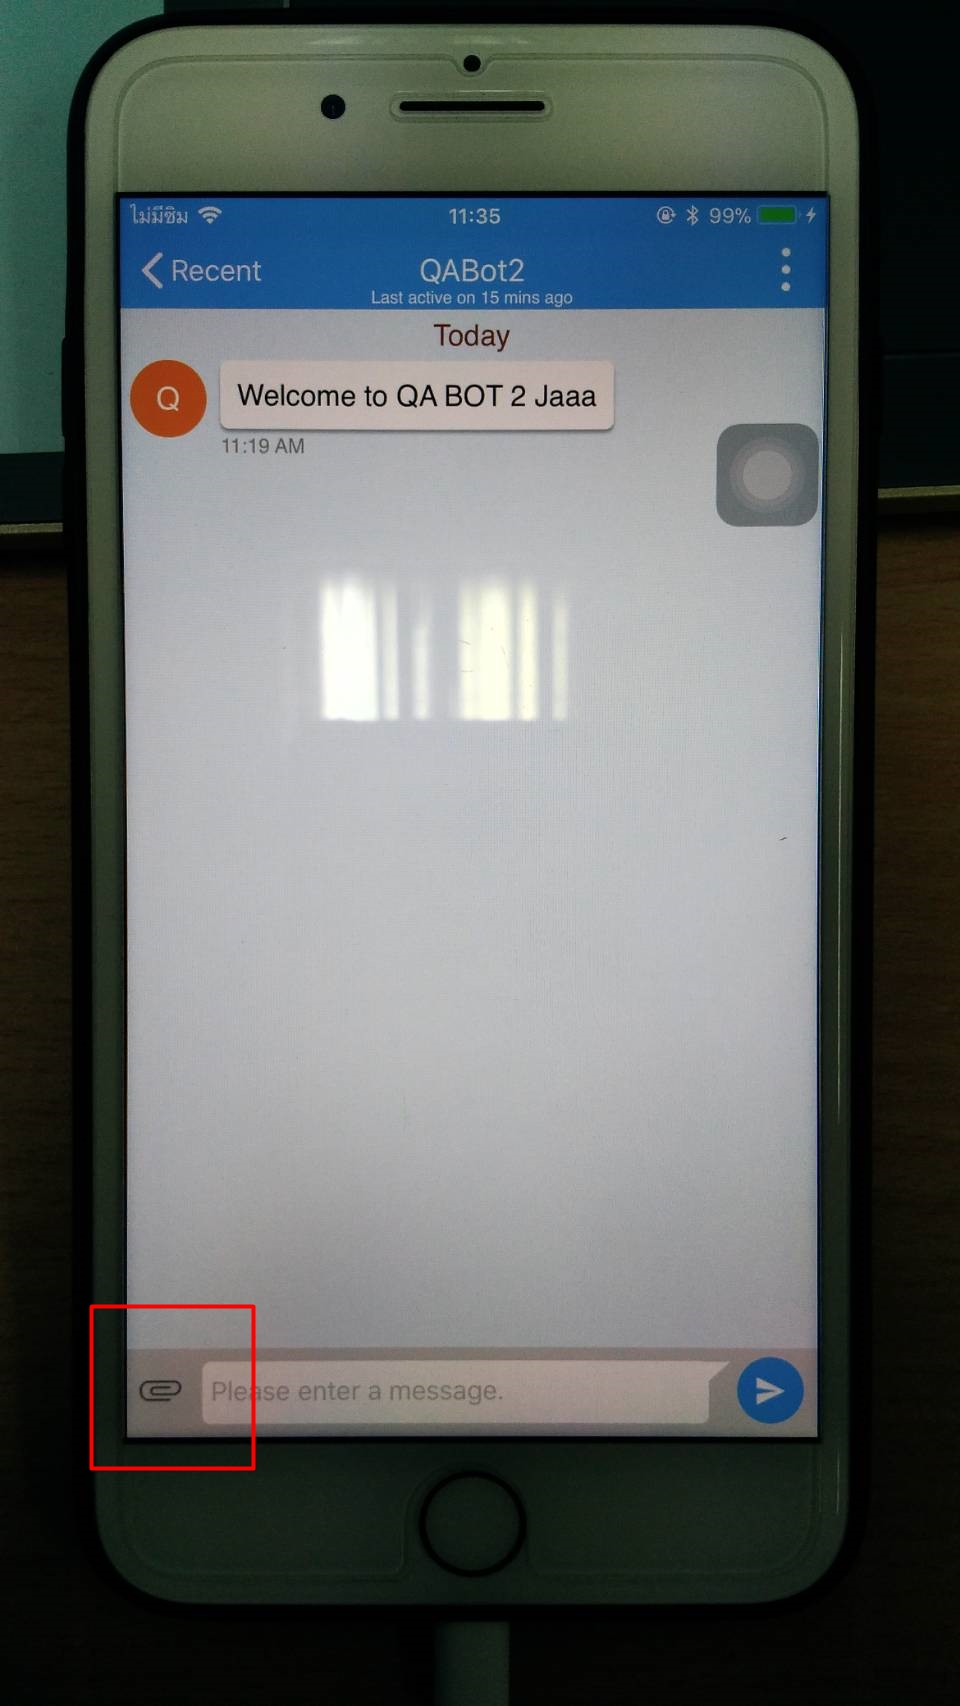 ไม่มีซิม 11:35 99%
Recent QABot2
Last active on 15 mins ago
Today
Q Welcome to QA BOT 2 Jaaa
11:19 AM
Please enter a message.